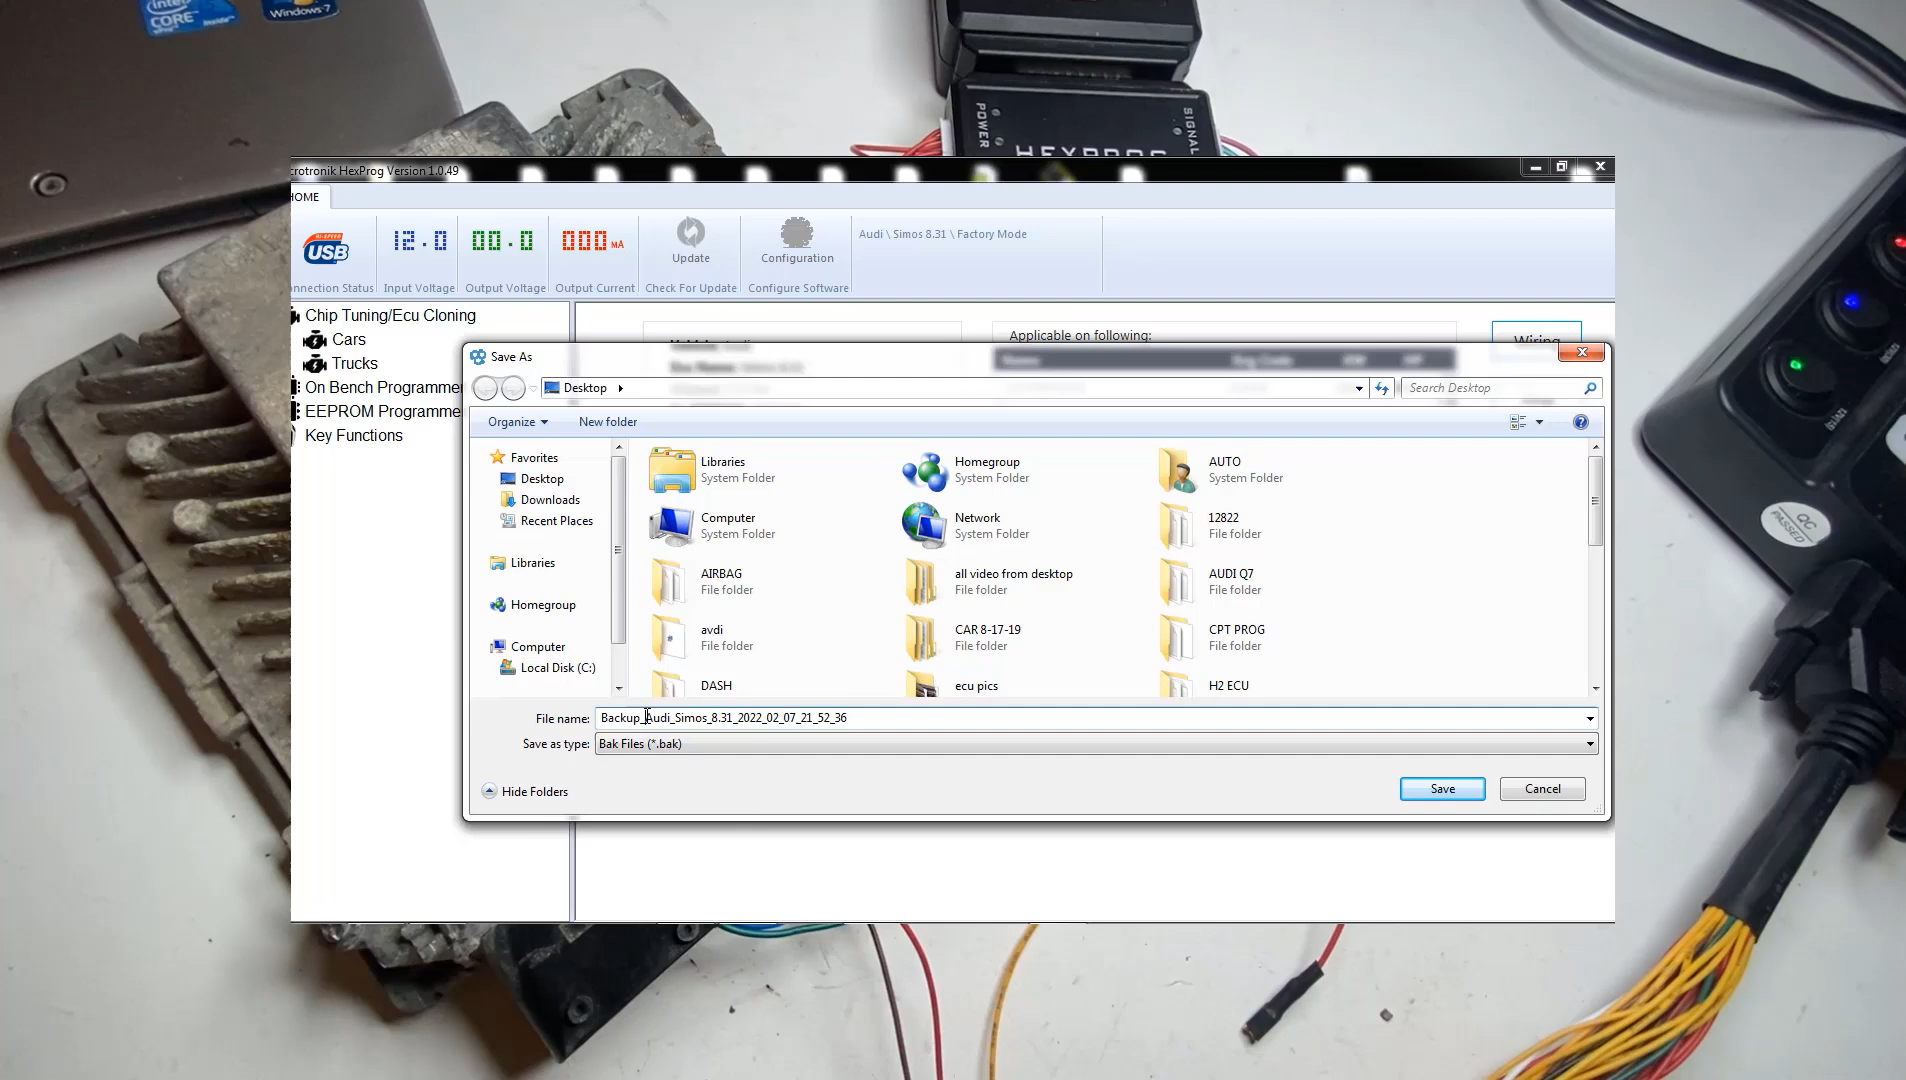 intel
CORE
inside
Windows 7
POWER
SIGNAL
HEXPROG
crotronik HexProg Version 1.0.49
HOME
HI-SPEED
USB
12.0
00.0
000 MA
Update
Configuration
Audi \ Simos 8.31 \ Factory Mode
nnection Status
Input Voltage
Output Voltage
Output Current
Check For Update
Configure Software
Chip Tuning/Ecu Cloning
Cars
Trucks
On Bench Programme
EEPROM Programme
Key Functions
Applicable on following:
Wiring
Save As
Desktop
Search Desktop
Organize
New folder
Favorites
Desktop
Downloads
Recent Places
Libraries
Homegroup
Computer
Local Disk (C:)
Libraries
System Folder
Homegroup
System Folder
AUTO
System Folder
Computer
System Folder
Network
System Folder
12822
File folder
AIRBAG
File folder
all video from desktop
File folder
AUDI Q7
File folder
avdi
File folder
CAR 8-17-19
File folder
CPT PROG
File folder
DASH
ecu pics
H2 ECU
File name: Backup_Audi_Simos_8.31_2022_02_07_21_52_36
Save as type: Bak Files (*.bak)
Hide Folders
Save
Cancel
QC
PASSED